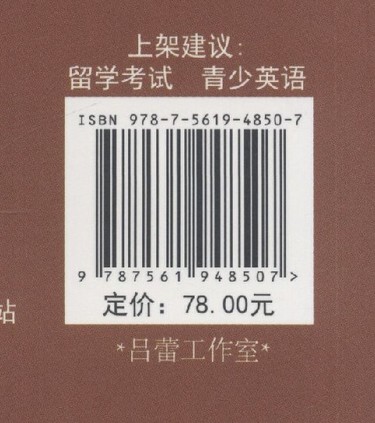 上架建议：
留学考试 青少英语
ISBN 978-7-5619-4850-7
9 787561 948507 >
定价：78.00元
站
*吕蕾工作室*